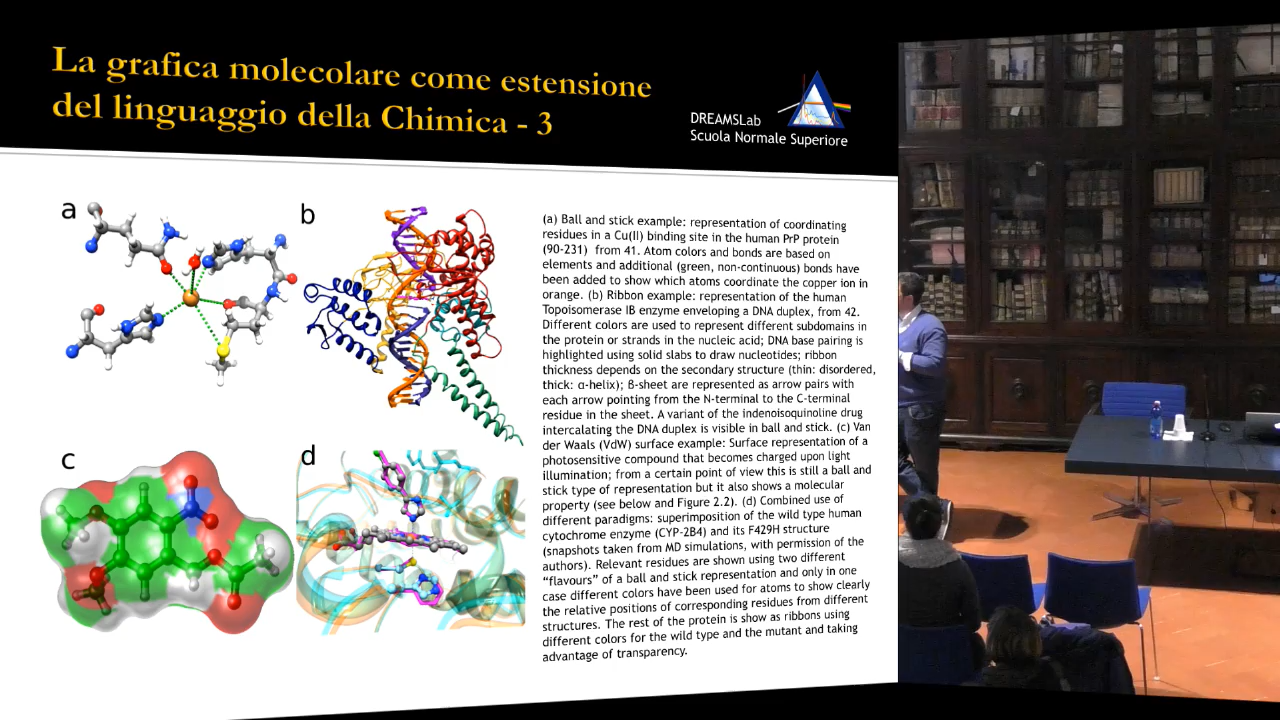 La grafica molecolare come estensione
del linguaggio della Chimica - 3
DREAMSLab
Scuola Normale Superiore
a
b
c
d
(a) Ball and stick example: representation of coordinating
residues in a Cu(II) binding site in the human PrP protein
(90-231) from 41. Atom colors and bonds are based on
elements and additional (green, non-continuous) bonds have
been added to show which atoms coordinate the copper ion in
orange. (b) Ribbon example: representation of the human
Topoisomerase IB enzyme enveloping a DNA duplex, from 42.
Different colors are used to represent different subdomains in
the protein or strands in the nucleic acid; DNA base pairing is
highlighted using solid slabs to draw nucleotides; ribbon
thickness depends on the secondary structure (thin: disordered,
thick: α-helix); β-sheet are represented as arrow pairs with
each arrow pointing from the N-terminal to the C-terminal
residue in the sheet. A variant of the indenoisoquinoline drug
intercalating the DNA duplex is visible in ball and stick. (c) Van
der Waals (VdW) surface example: Surface representation of a
photosensitive compound that becomes charged upon light
illumination; from a certain point of view this is still a ball and
stick type of representation but it also shows a molecular
property (see below and Figure 2.2). (d) Combined use of
different paradigms: superimposition of the wild type human
cytochrome enzyme (CYP-2B4) and its F429H structure
(snapshots taken from MD simulations, with permission of the
authors). Relevant residues are shown using two different
“flavours” of a ball and stick representation and only in one
case different colors have been used for atoms to show clearly
the relative positions of corresponding residues from different
structures. The rest of the protein is show as ribbons using
different colors for the wild type and the mutant and taking
advantage of transparency.